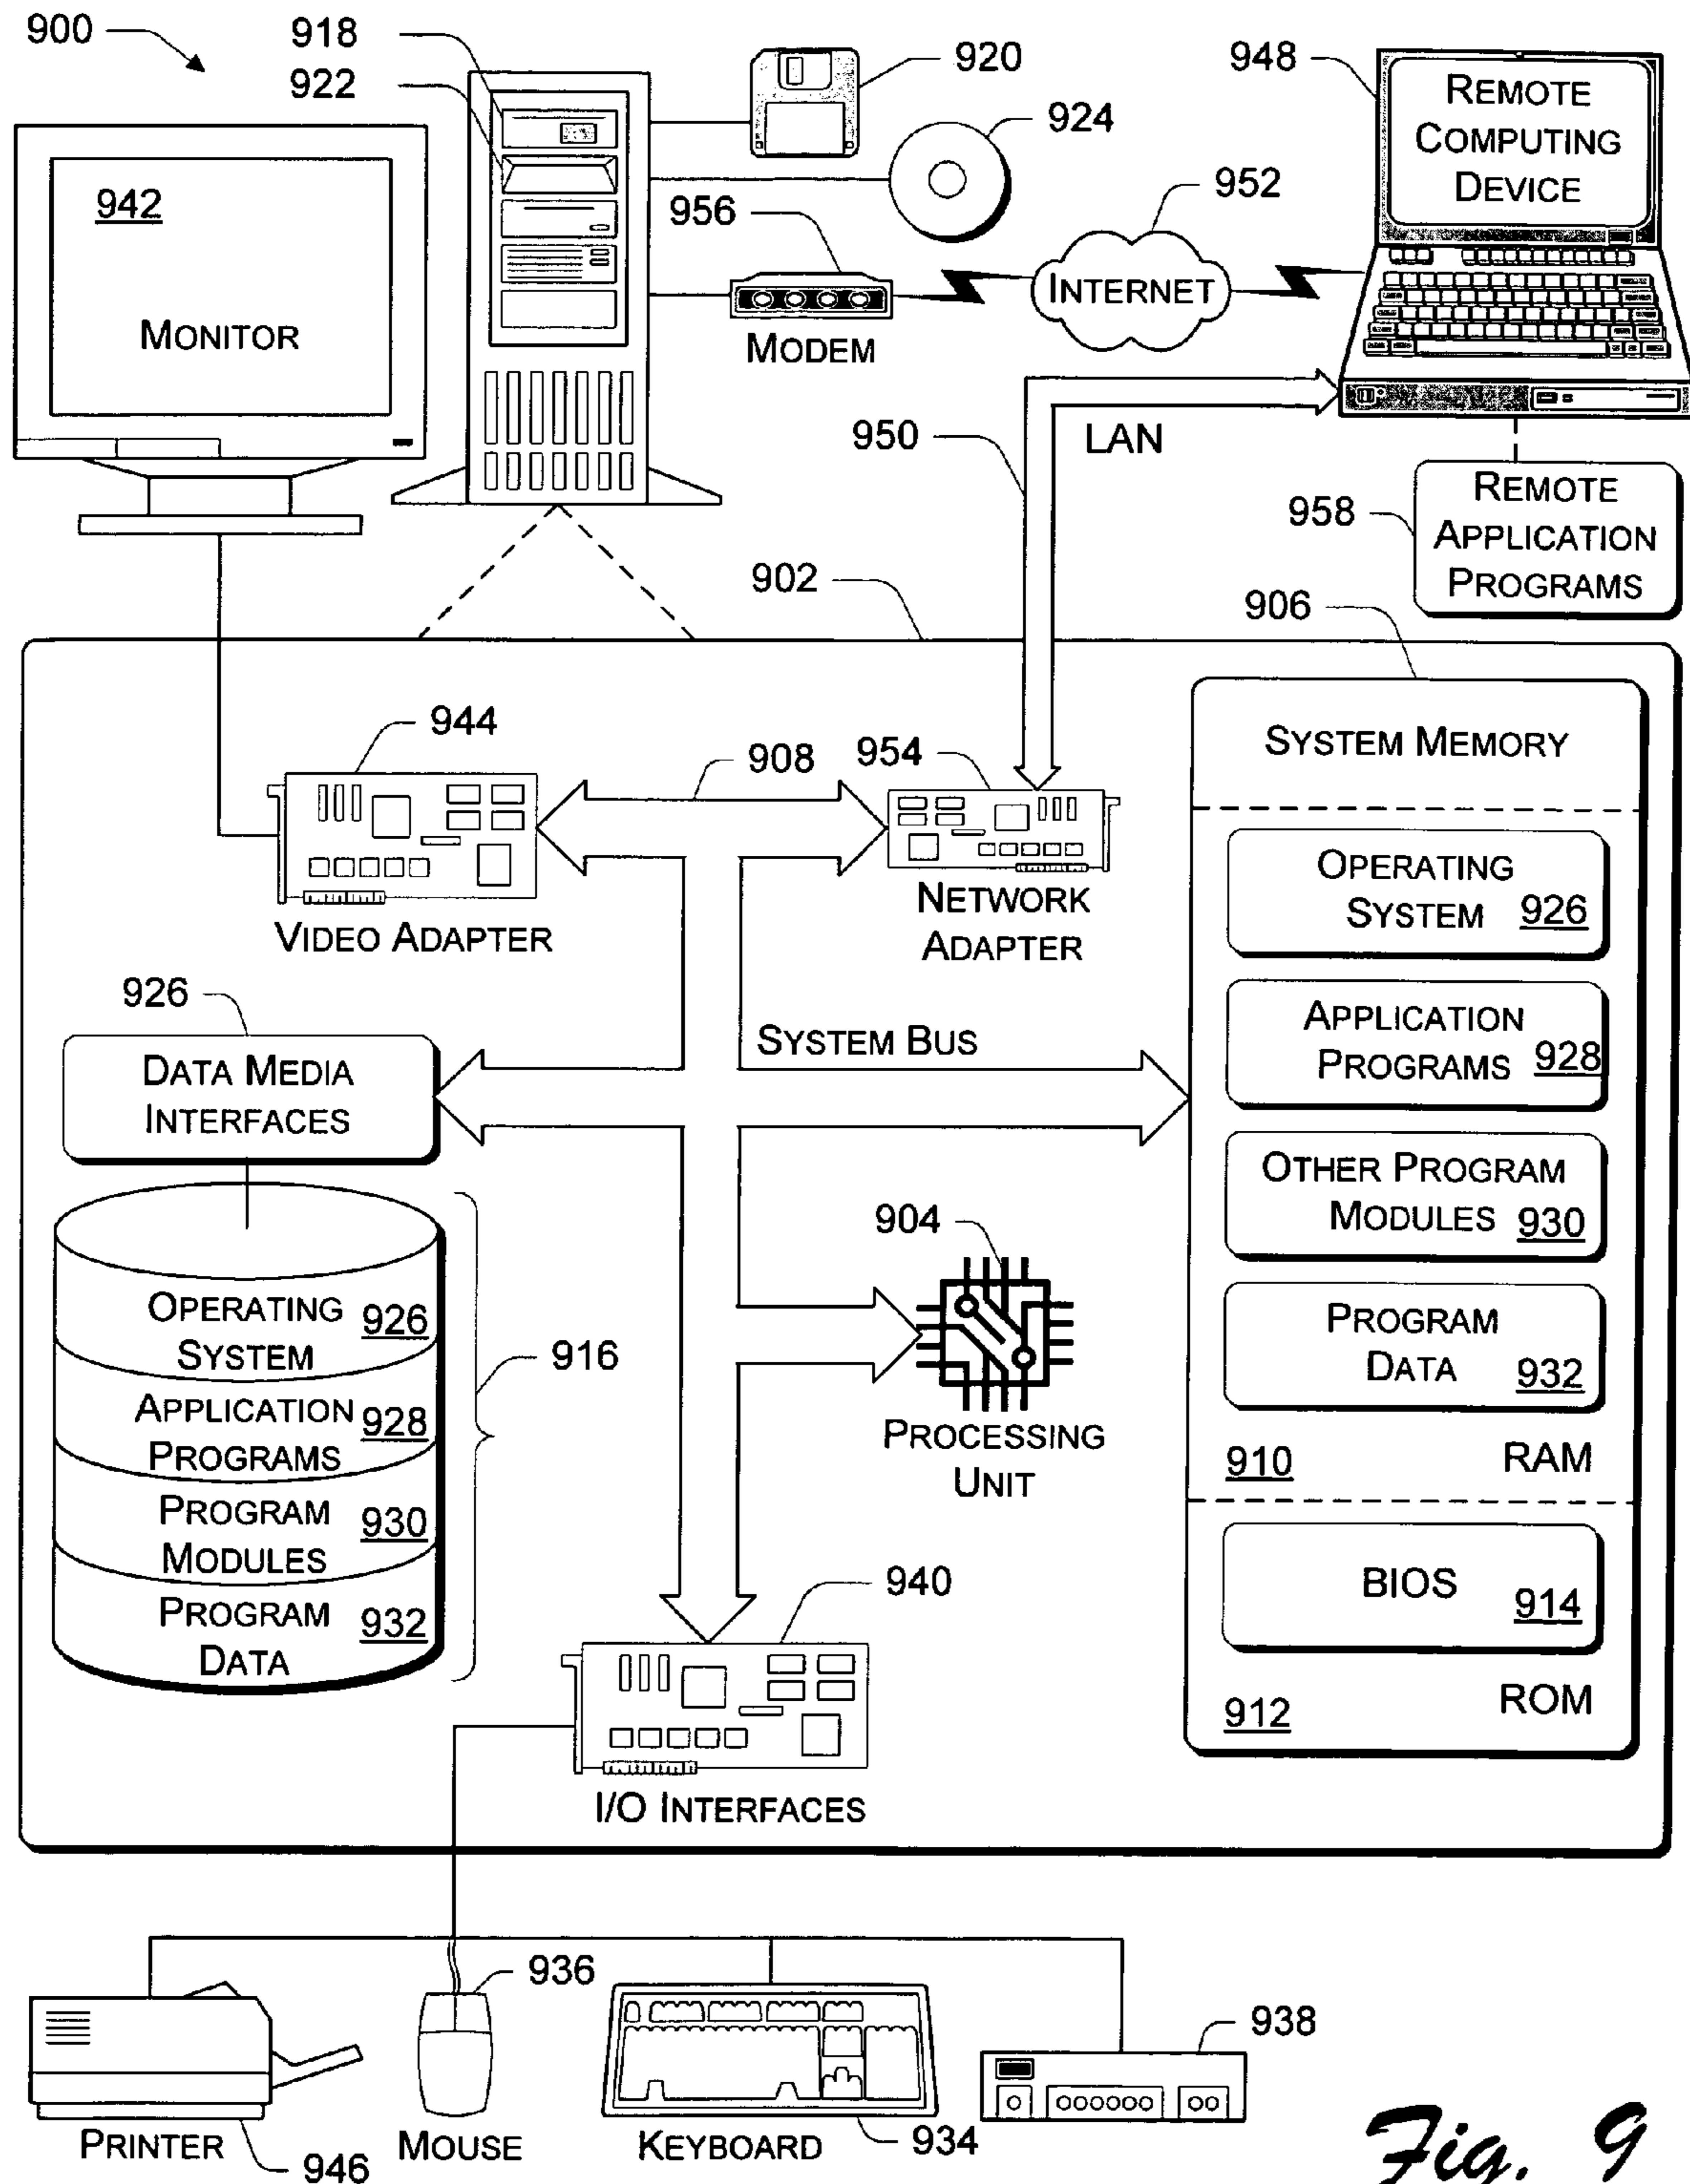 900
918
922
920
924
948
REMOTE
COMPUTING
DEVICE
942
MONITOR
956
MODEM
952
INTERNET
950
LAN
REMOTE
APPLICATION
PROGRAMS
958
902
906
944
VIDEO ADAPTER
908
954
NETWORK
ADAPTER
SYSTEM MEMORY
OPERATING
SYSTEM 926
APPLICATION
PROGRAMS 928
OTHER PROGRAM
MODULES 930
PROGRAM
DATA 932
910 RAM
BIOS 914
912 ROM
926
DATA MEDIA
INTERFACES
SYSTEM BUS
OPERATING 926
SYSTEM
APPLICATION 928
PROGRAMS
PROGRAM 930
MODULES
PROGRAM 932
DATA
916
904
PROCESSING
UNIT
940
I/O INTERFACES
PRINTER
946
936
MOUSE
KEYBOARD
934
938
Fig. 9